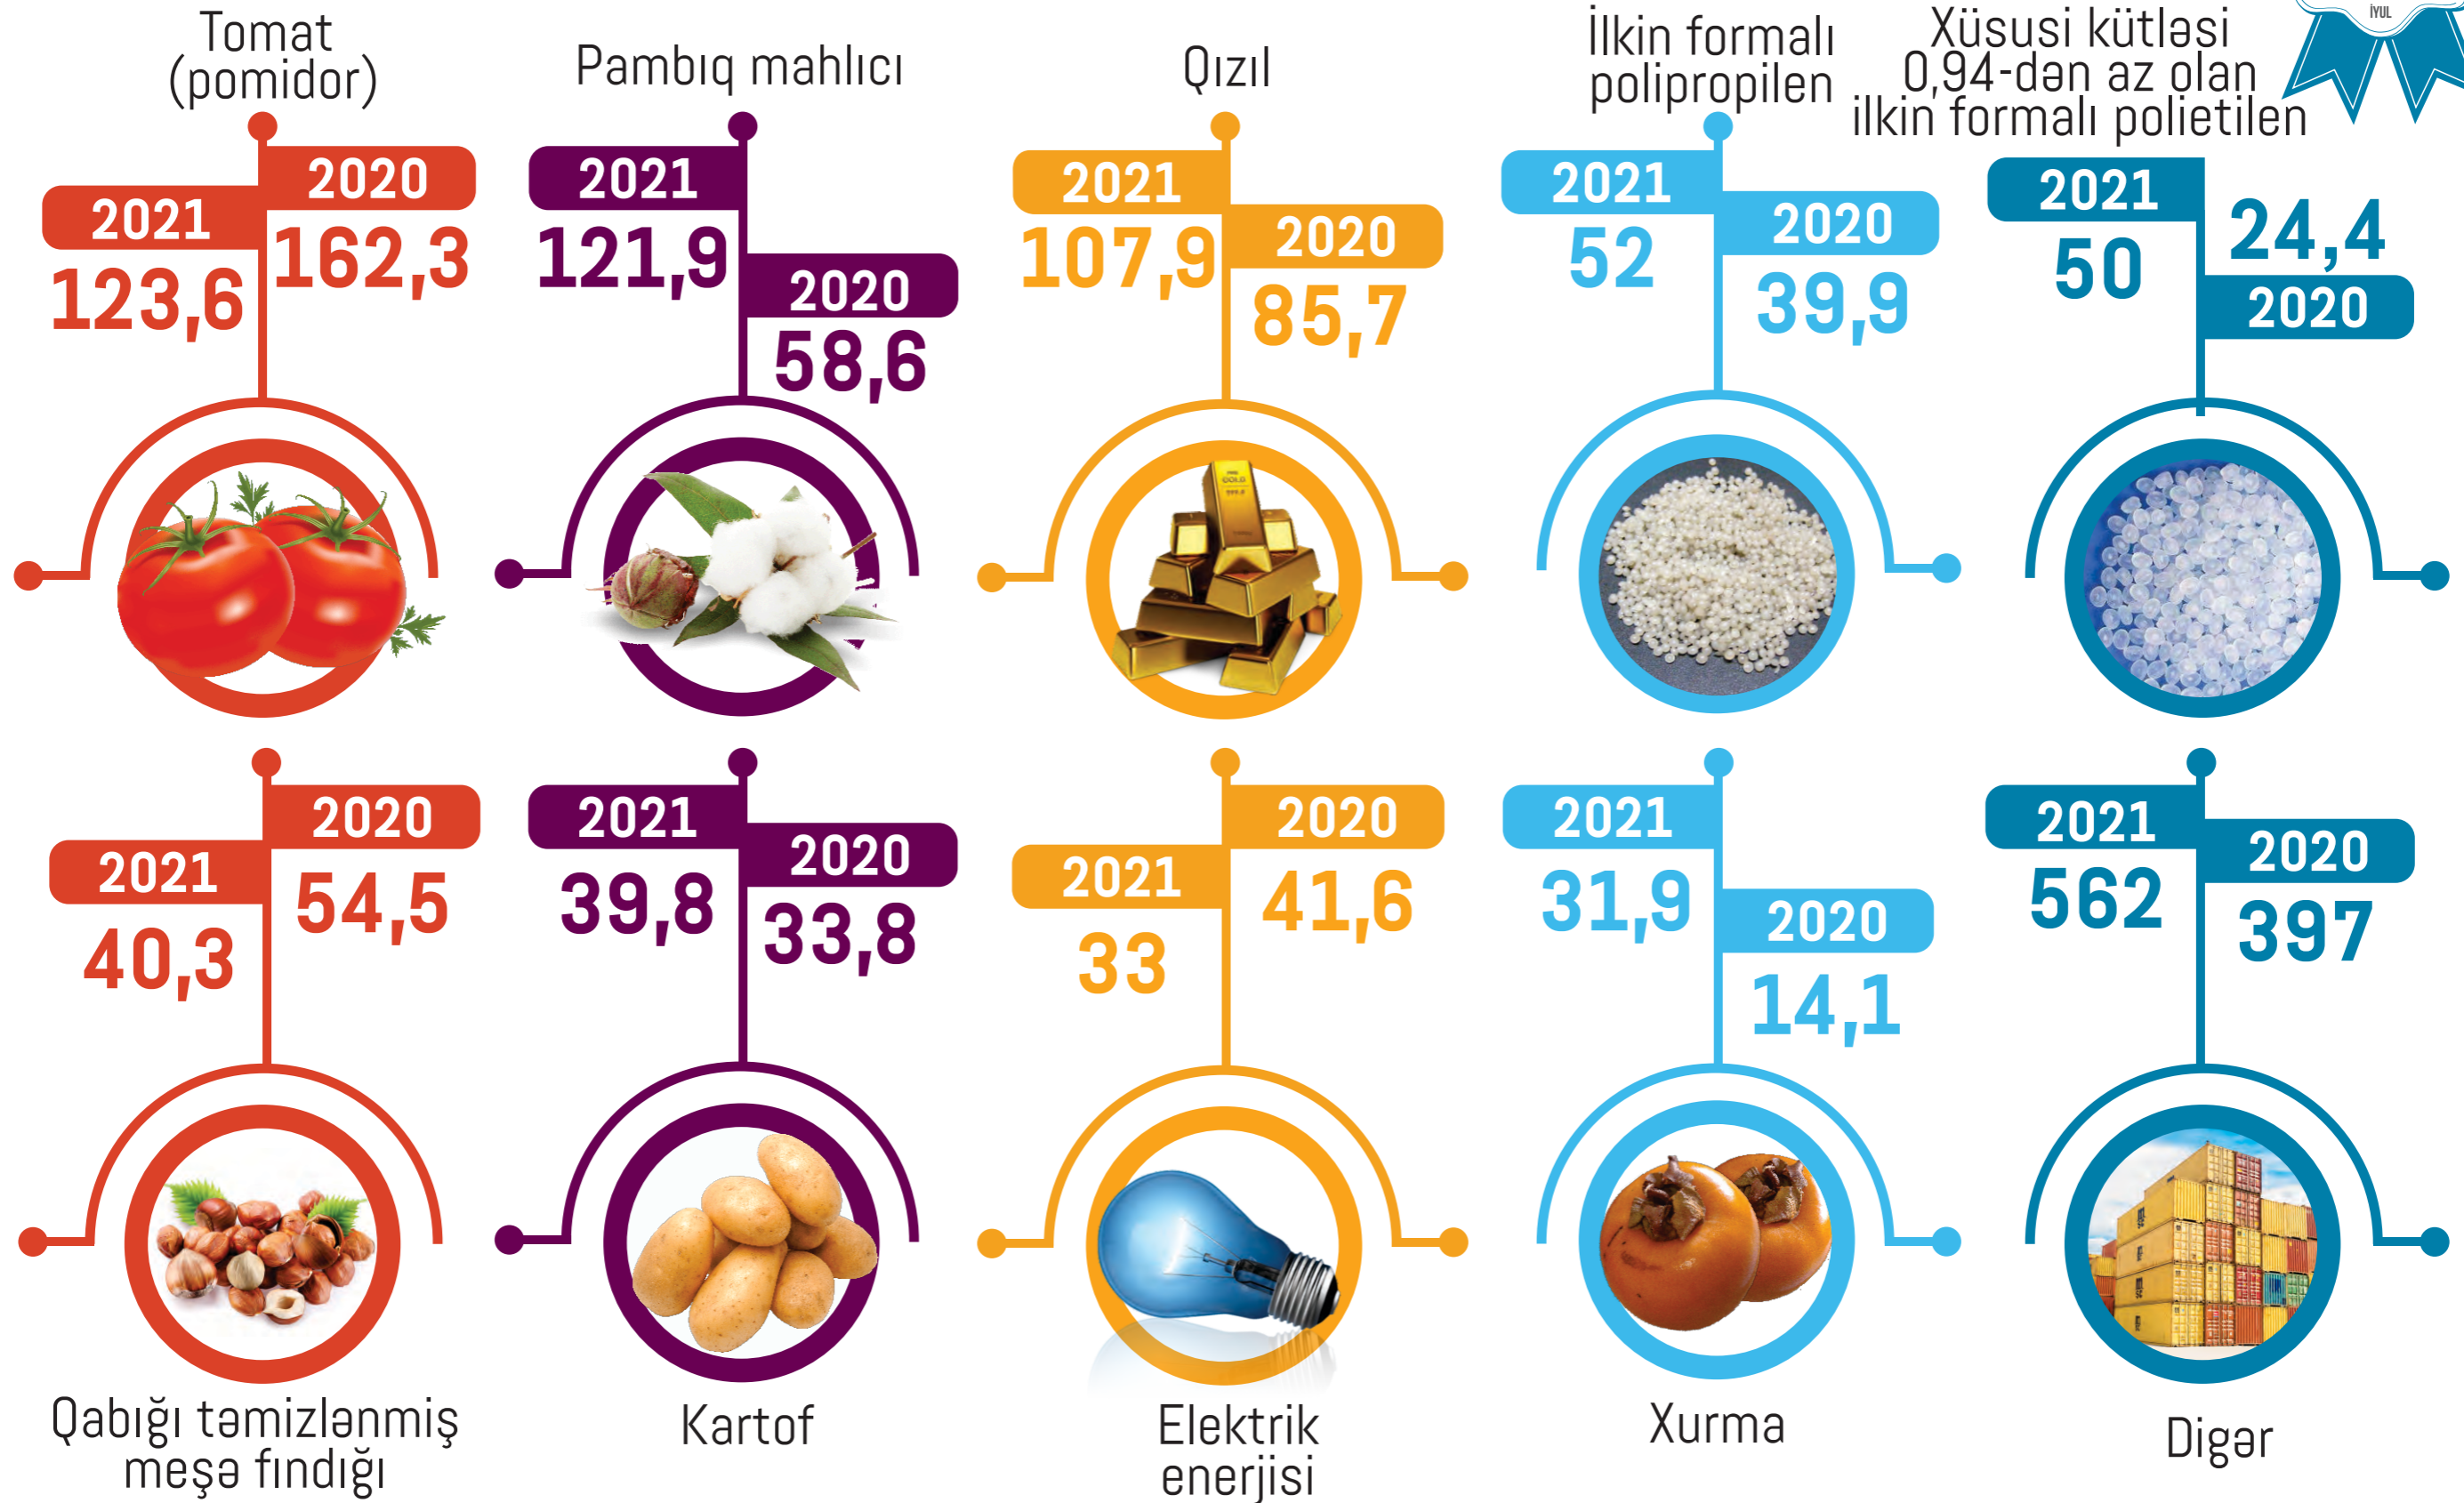 İYUL
Tomat
(pomidor)
2020
162,3
2021
123,6
Pambıq mahlıcı
2021
121,9
2020
58,6
Qızıl
2021
107,9
2020
85,7
İlkin formalı
polipropilen
2021
52
2020
39,9
Xüsusi kütləsi
0,94-dən az olan
ilkin formalı polietilen
2021
50
24,4
2020
2020
54,5
2021
40,3
Qabığı təmizlənmiş
meşə fındığı
2021
39,8
2020
33,8
Kartof
2020
41,6
2021
33
Elektrik
enerjisi
2021
31,9
2020
14,1
Xurma
2021
562
2020
397
Digər